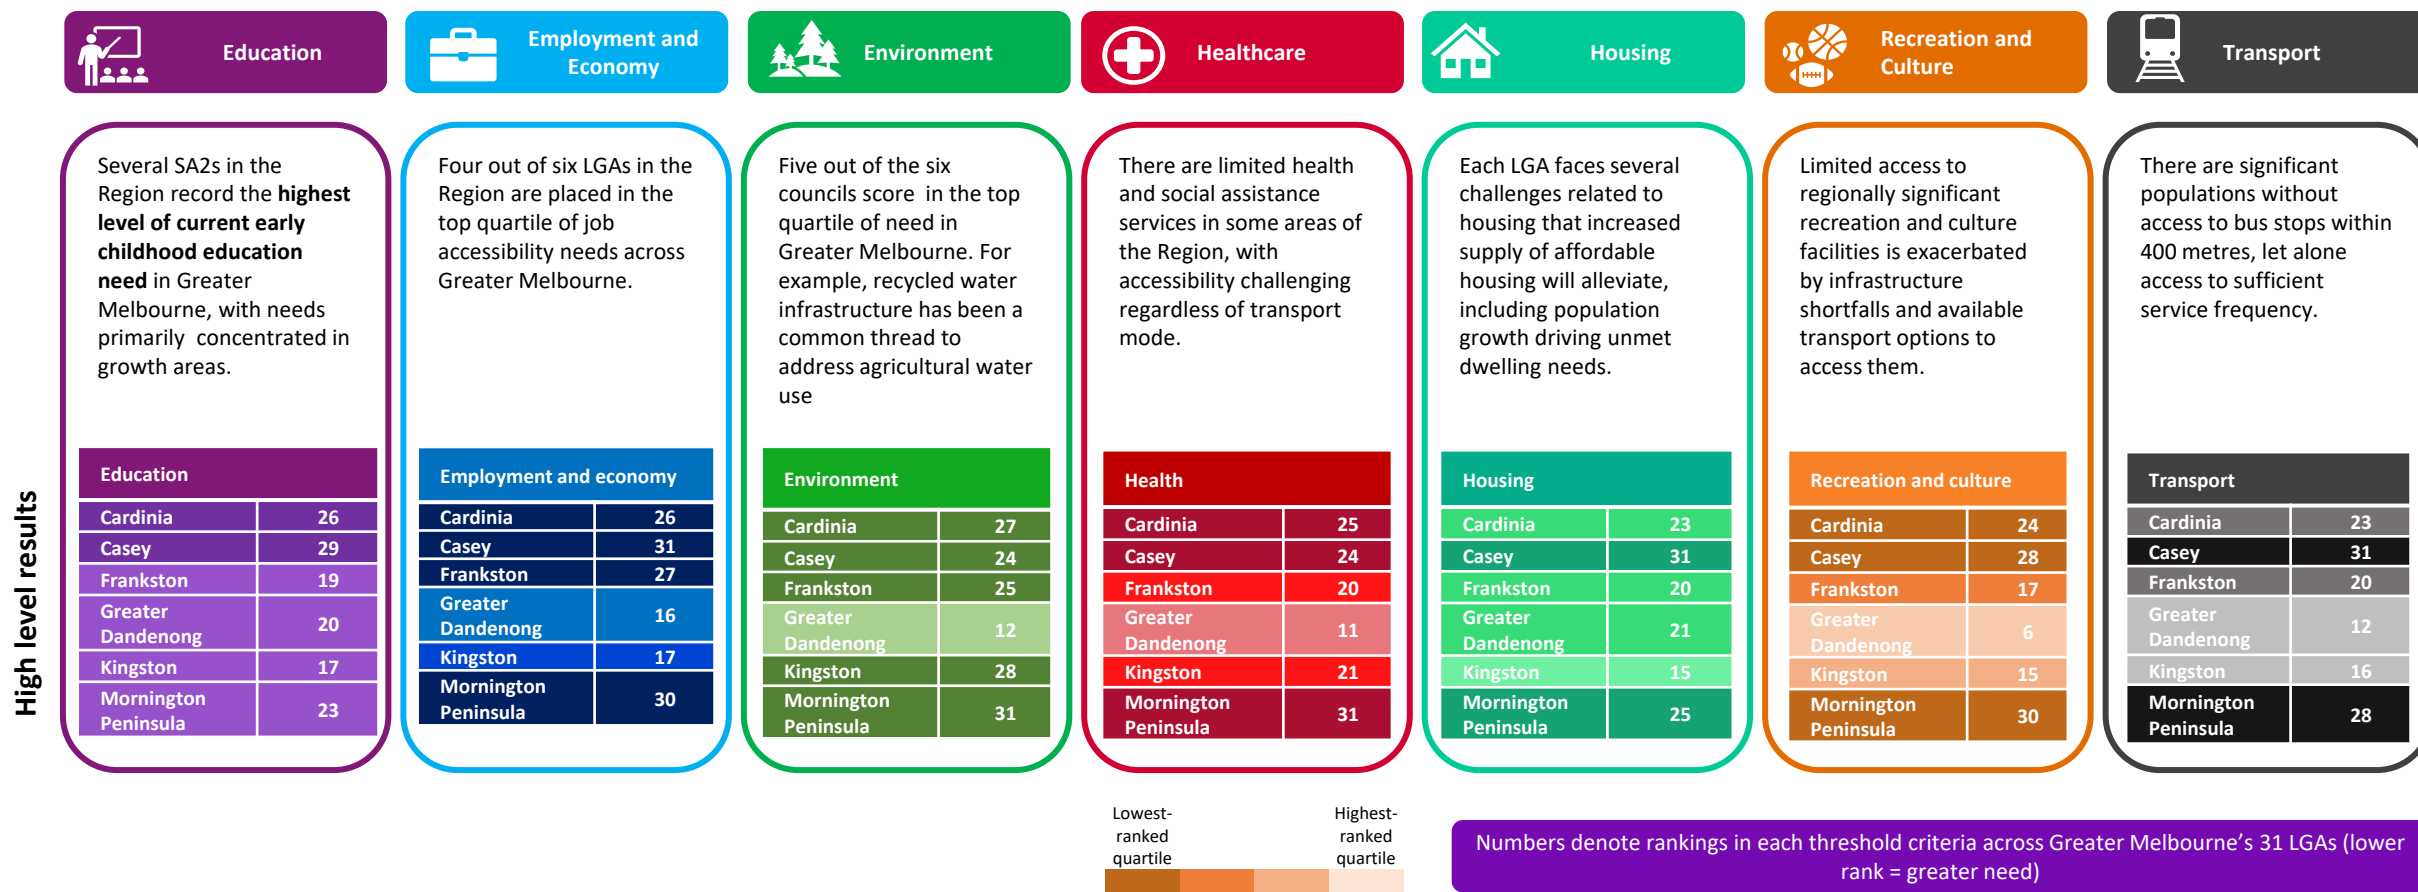 Education
Employment and
Economy
Environment
Healthcare
Housing
Recreation and
Culture
Transport
High level results
Several SA2s in the
Region record the highest
level of current early
childhood education
need in Greater
Melbourne, with needs
primarily concentrated in
growth areas.
Education
Cardinia 26
Casey 29
Frankston 19
Greater
Dandenong 20
Kingston 17
Mornington
Peninsula 23
Four out of six LGAs in the
Region are placed in the
top quartile of job
accessibility needs across
Greater Melbourne.
Employment and economy
Cardinia 26
Casey 31
Frankston 27
Greater
Dandenong 16
Kingston 17
Mornington
Peninsula 30
Five out of the six
councils score in the top
quartile of need in
Greater Melbourne. For
example, recycled water
infrastructure has been a
common thread to
address agricultural water
use
Environment
Cardinia 27
Casey 24
Frankston 25
Greater
Dandenong 12
Kingston 28
Mornington
Peninsula 31
There are limited health
and social assistance
services in some areas of
the Region, with
accessibility challenging
regardless of transport
mode.
Health
Cardinia 25
Casey 24
Frankston 20
Greater
Dandenong 11
Kingston 21
Mornington
Peninsula 31
Each LGA faces several
challenges related to
housing that increased
supply of affordable
housing will alleviate,
including population
growth driving unmet
dwelling needs.
Housing
Cardinia 23
Casey 31
Frankston 20
Greater
Dandenong 21
Kingston 15
Mornington
Peninsula 25
Limited access to
regionally significant
recreation and culture
facilities is exacerbated
by infrastructure
shortfalls and available
transport options to
access them.
Recreation and culture
Cardinia 24
Casey 28
Frankston 17
Greater
Dandenong 6
Kingston 15
Mornington
Peninsula 30
There are significant
populations without
access to bus stops within
400 metres, let alone
access to sufficient
service frequency.
Transport
Cardinia 23
Casey 31
Frankston 20
Greater
Dandenong 12
Kingston 16
Mornington
Peninsula 28
Lowest-
ranked
quartile
Highest-
ranked
quartile
Numbers denote rankings in each threshold criteria across Greater Melbourne's 31 LGAs (lower
rank = greater need)